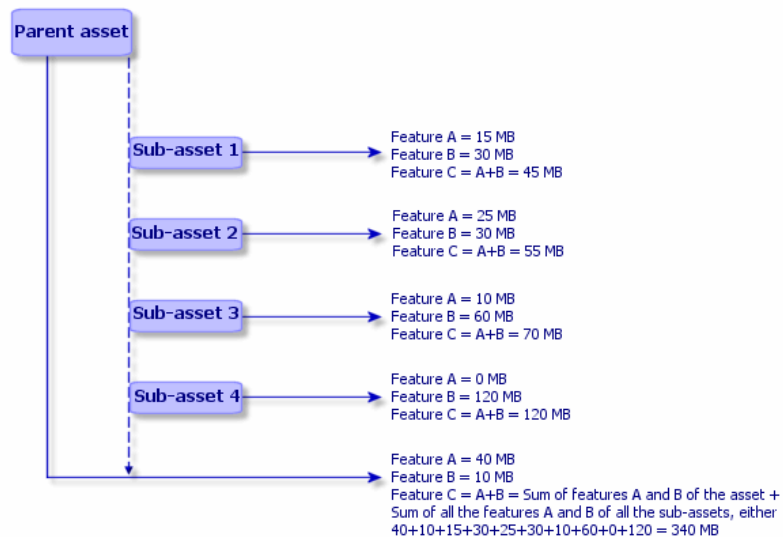 Parent asset
Sub-asset 1
Feature A = 15 MB
Feature B = 30 MB
Feature C = A+B = 45 MB
Sub-asset 2
Feature A = 25 MB
Feature B = 30 MB
Feature C = A+B = 55 MB
Sub-asset 3
Feature A = 10 MB
Feature B = 60 MB
Feature C = A+B = 70 MB
Sub-asset 4
Feature A = 0 MB
Feature B = 120 MB
Feature C = A+B = 120 MB
Feature A = 40 MB
Feature B = 10 MB
Feature C = A+B = Sum of features A and B of the asset +
Sum of all the features A and B of all the sub-assets, either
40+10+15+30+25+30+10+60+0+120 = 340 MB